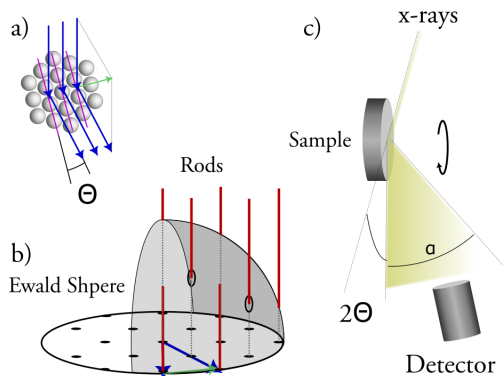 a)
Θ
Rods
b)
Ewald Shpere
c)
x-rays
Sample
α
2Θ
Detector